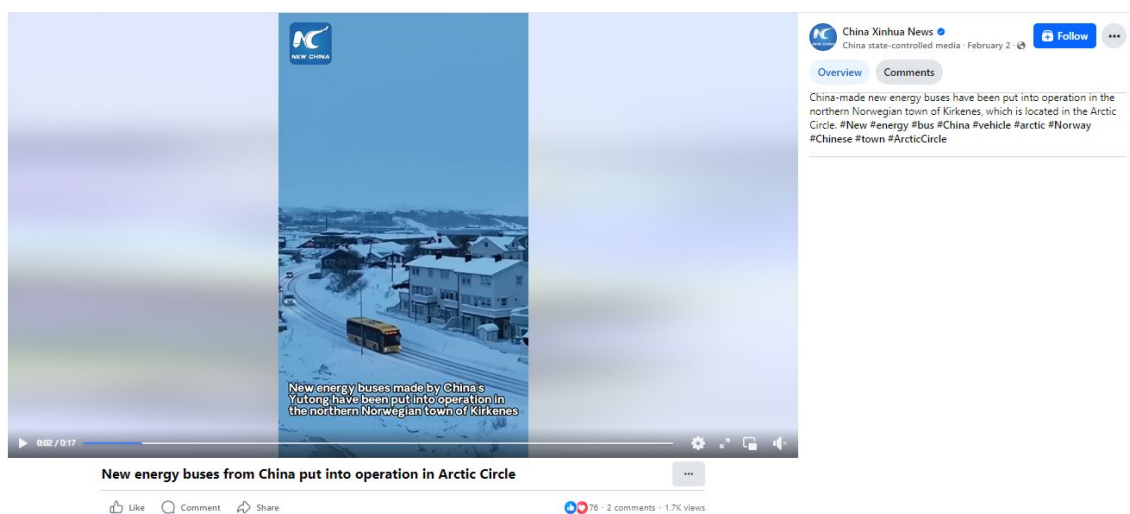 NEW CHINA
New energy buses made by China's
Yutong have been put into operation in
the northern Norwegian town of Kirkenes
0:02 / 0:17
New energy buses from China put into operation in Arctic Circle
Like Comment Share
76 · 2 comments · 1.7K views
China Xinhua News
China state-controlled media · February 2 ·
Follow
Overview Comments
China-made new energy buses have been put into operation in the
northern Norwegian town of Kirkenes, which is located in the Arctic
Circle. #New #energy #bus #China #vehicle #arctic #Norway
#Chinese #town #ArcticCircle